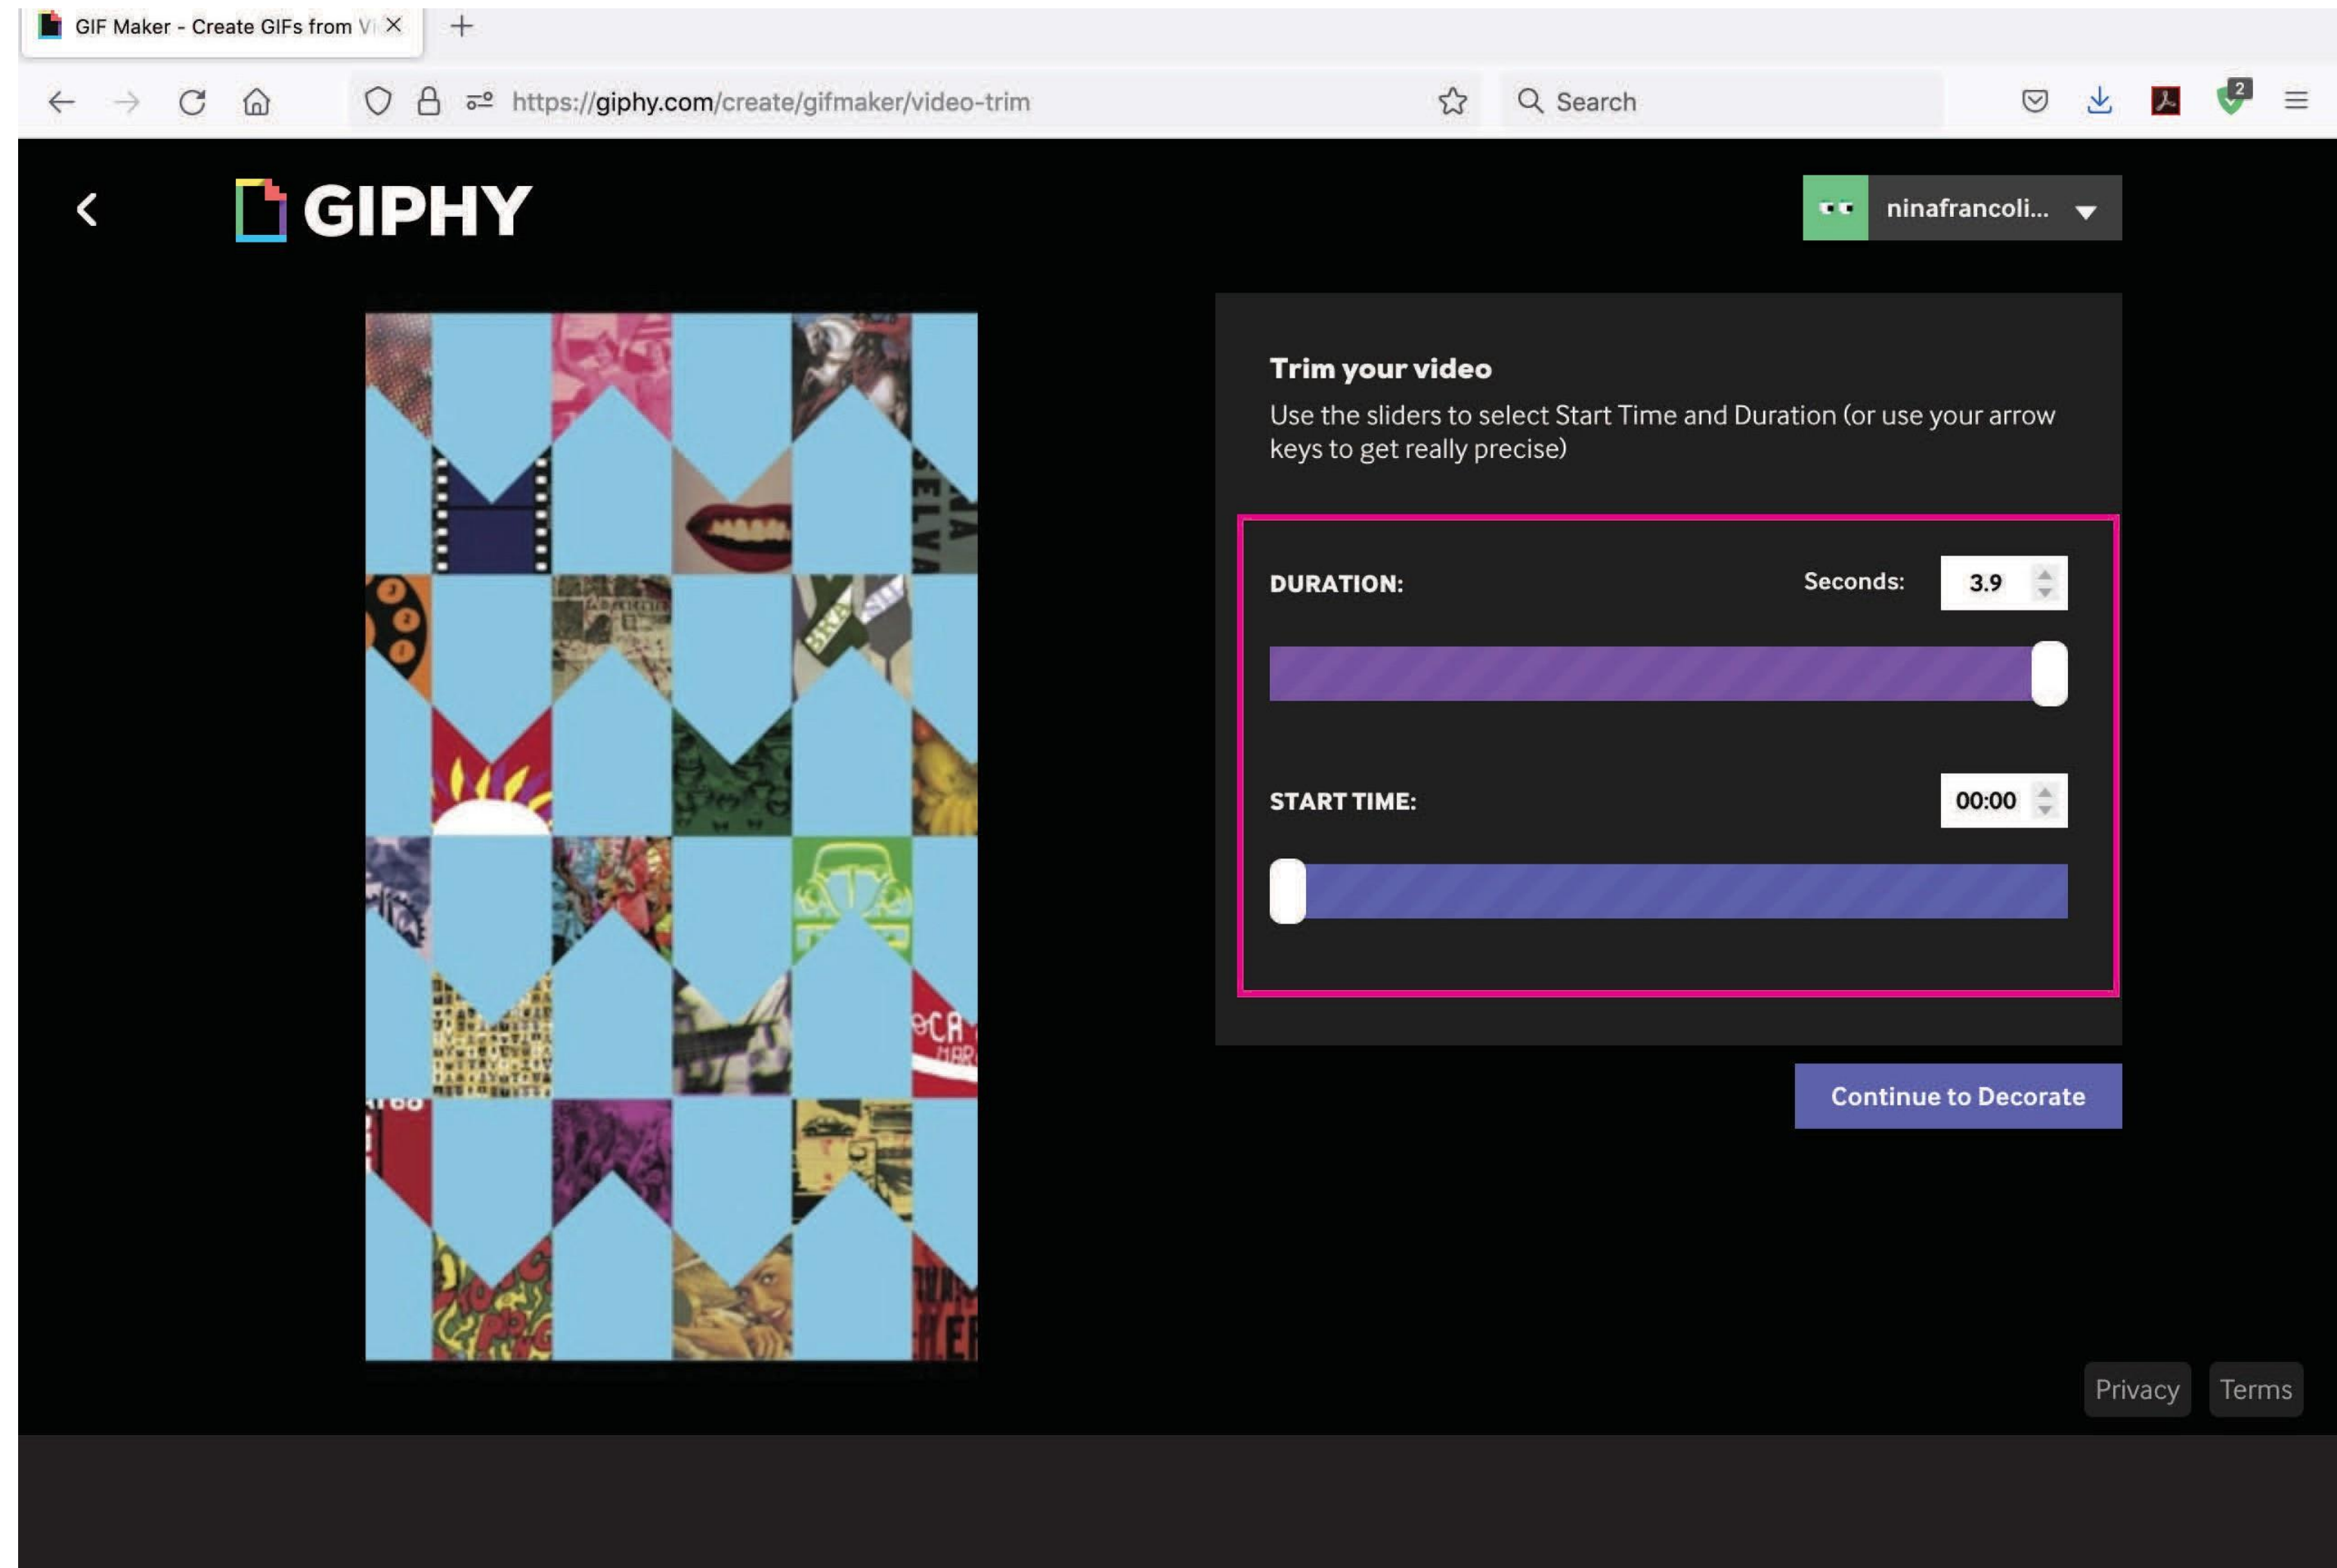 GIF Maker - Create GIFs from Vi
https://giphy.com/create/gifmaker/video-trim
Search
2
GIPHY
ninafrancoli...
Trim your video
Use the sliders to select Start Time and Duration (or use your arrow
keys to get really precise)
DURATION:
Seconds:
3.9
START TIME:
00:00
Continue to Decorate
Privacy
Terms